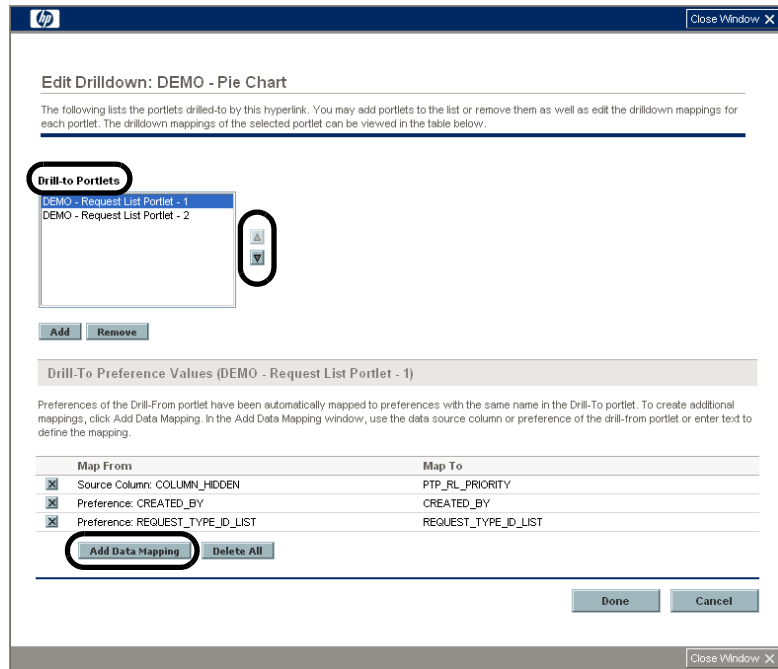 hp
Close Window X
Edit Drilldown: DEMO - Pie Chart
The following lists the portlets drilled-to by this hyperlink. You may add portlets to the list or remove them as well as edit the drilldown mappings for
each portlet. The drilldown mappings of the selected portlet can be viewed in the table below.
Drill-to Portlets
DEMO - Request List Portlet - 1
DEMO - Request List Portlet - 2
Add Remove
Drill-To Preference Values (DEMO - Request List Portlet - 1)
Preferences of the Drill-From portlet have been automatically mapped to preferences with the same name in the Drill-To portlet. To create additional
mappings, click Add Data Mapping. In the Add Data Mapping window, use the data source column or preference of the drill-from portlet or enter text to
define the mapping.
Map From Map To
Source Column: COLUMN_HIDDEN PTP_RL_PRIORITY
Preference: CREATED_BY CREATED_BY
Preference: REQUEST_TYPE_ID_LIST REQUEST_TYPE_ID_LIST
Add Data Mapping Delete All
Done Cancel
Close Window X